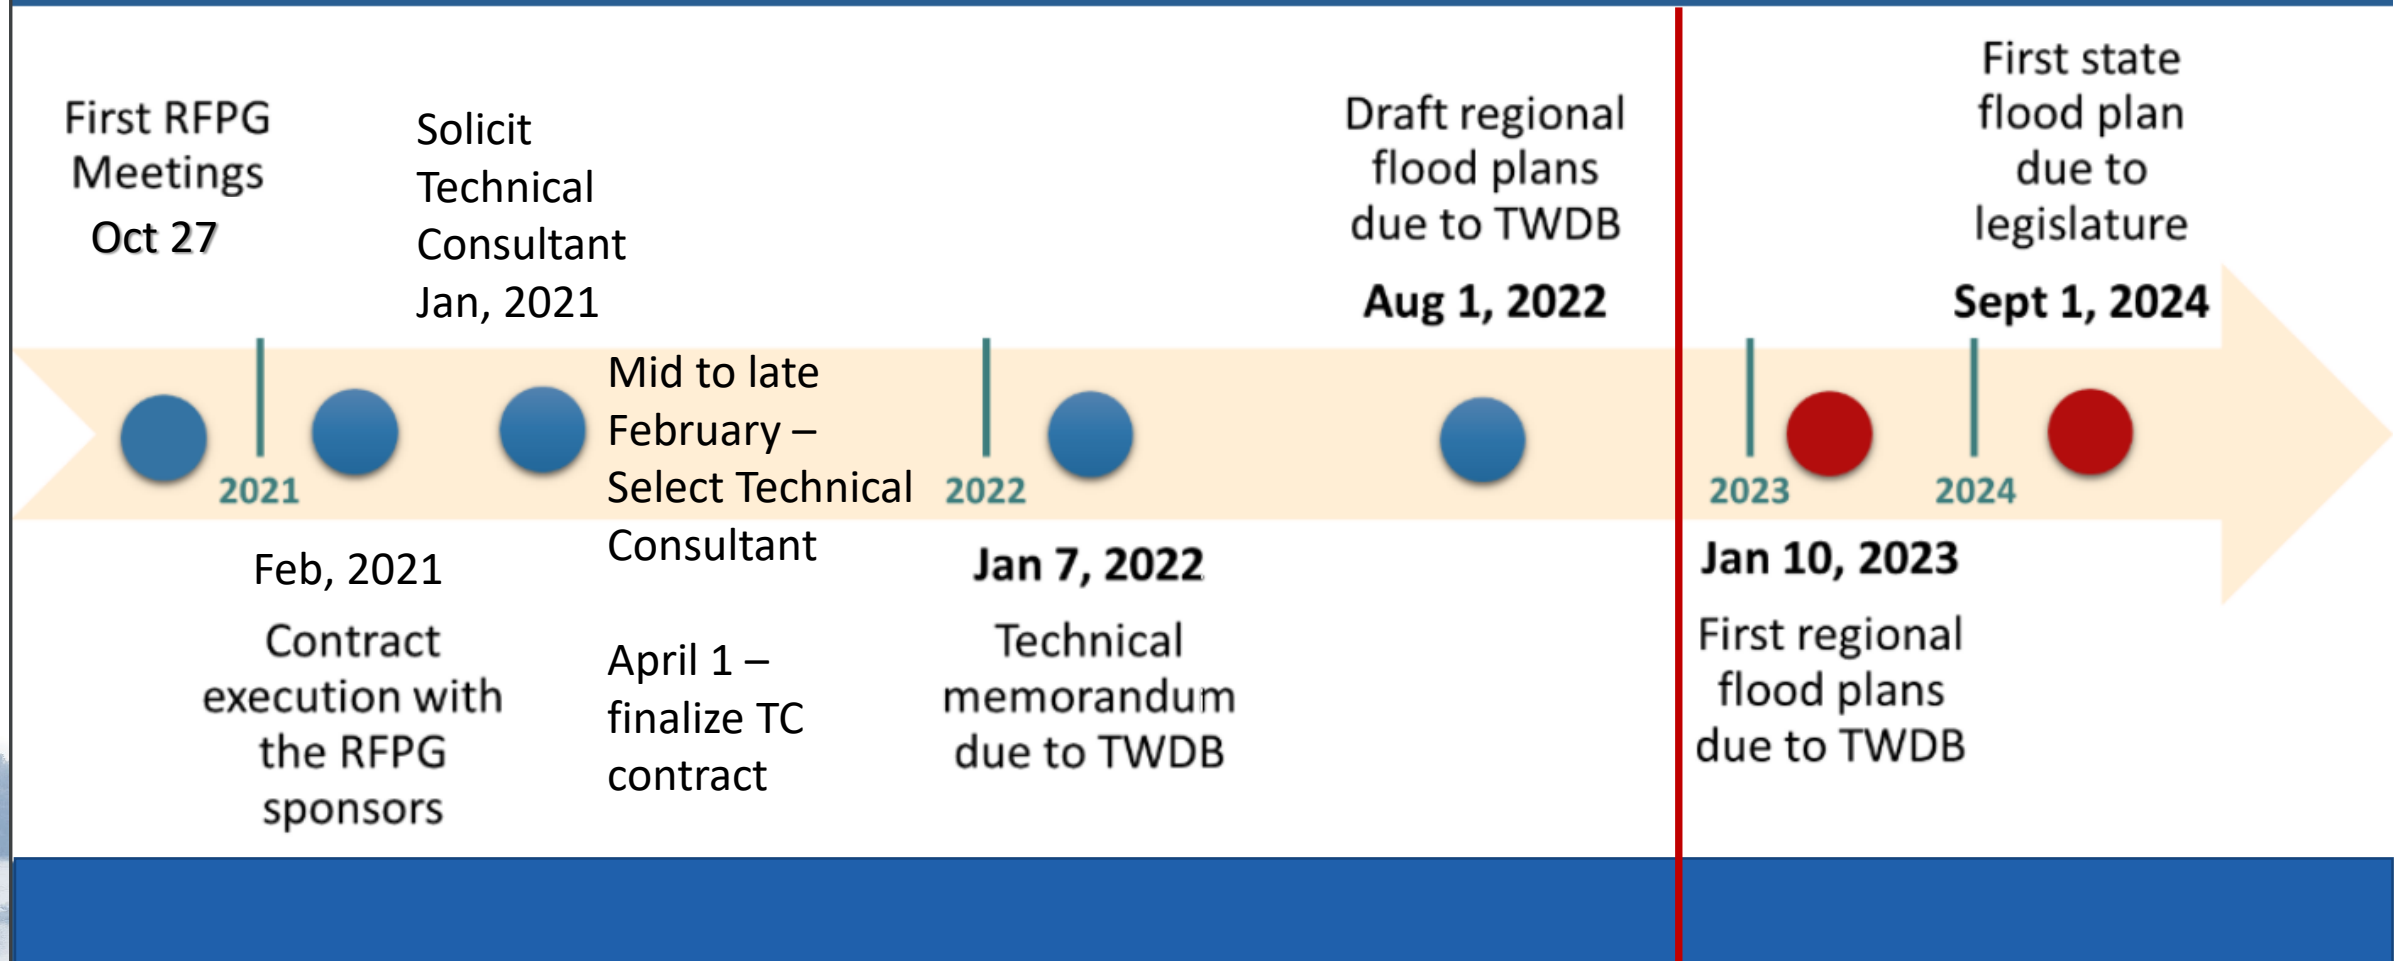 First RFPG
Meetings
Oct 27
Solicit
Technical
Consultant
Jan, 2021
Draft regional
flood plans
due to TWDB
Aug 1, 2022
First state
flood plan
due to
legislature
Sept 1, 2024
2021
Mid to late
February –
Select Technical
Consultant
2022
2023
2024
Feb, 2021
Contract
execution with
the RFPG
sponsors
April 1 –
finalize TC
contract
Jan 7, 2022
Technical
memorandum
due to TWDB
Jan 10, 2023
First regional
flood plans
due to TWDB